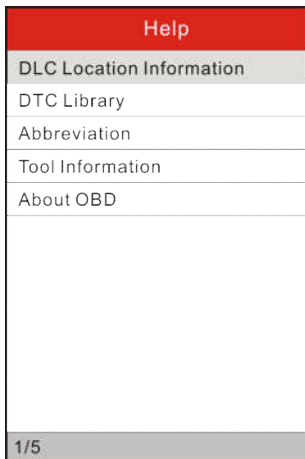 Help
DLC Location Information
DTC Library
Abbreviation
Tool Information
About OBD
1/5